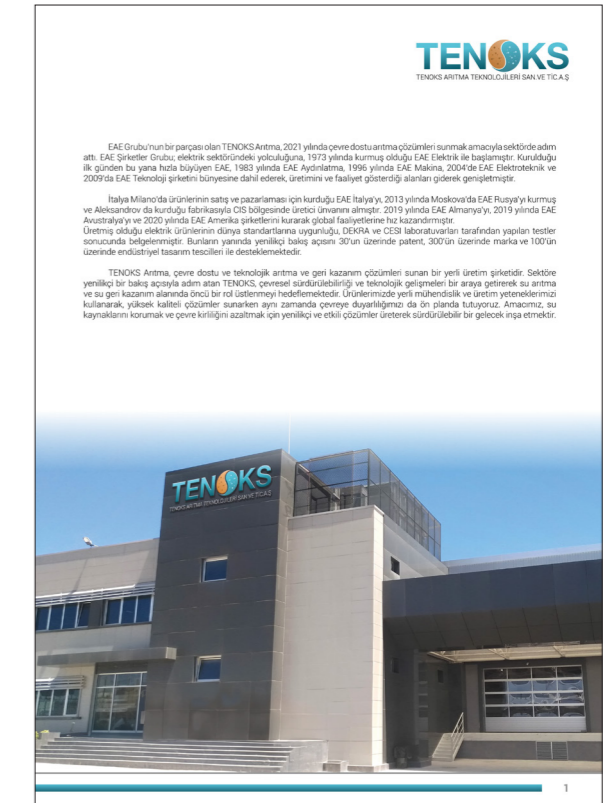 TENOKS
TENOKS ARITMA TEKNOLOJİLERİ SAN.VE TİC.A.Ş
EAE Grubu'nun bir parçası olan TENOKS Arıtma, 2021 yılında çevre dostu arıtma çözümleri sunmak amacıyla sektörde adım
attı. EAE Şirketler Grubu; elektrik sektöründeki yolculuğuna, 1973 yılında kurmuş olduğu EAE Elektrik ile başlamıştır. Kurulduğu
ilk günden bu yana hızla büyüyen EAE, 1983 yılında EAE Aydınlatma, 1996 yılında EAE Makina, 2004'de EAE Elektroteknik ve
2009'da EAE Teknoloji şirketini bünyesine dahil ederek, üretimini ve faaliyet gösterdiği alanları giderek genişletmiştir.
İtalya Milano'da ürünlerinin satış ve pazarlaması için kurduğu EAE İtalya'yı, 2013 yılında Moskova'da EAE Rusya'yı kurmuş
ve Aleksandrov da kurduğu fabrikasıyla CIS bölgesinde üretici ünvanını almıştır. 2019 yılında EAE Almanya'yı, 2019 yılında EAE
Avustralya'yı ve 2020 yılında EAE Amerika şirketlerini kurarak global faaliyetlerine hız kazandırmıştır.
Üretmiş olduğu elektrik ürünlerinin dünya standartlarına uygunluğu, DEKRA ve CESI laboratuvarları tarafından yapılan testler
sonucunda belgelenmiştir. Bunların yanında yenilikçi bakış açısını 30'un üzerinde patent, 300'ün üzerinde marka ve 100'ün
üzerinde endüstriyel tasarım tescilleri ile desteklemektedir.
TENOKS Arıtma, çevre dostu ve teknolojik arıtma ve geri kazanım çözümleri sunan bir yerli üretim şirketidir. Sektöre
yenilikçi bir bakış açısıyla adım atan TENOKS, çevresel sürdürülebilirliği ve teknolojik gelişmeleri bir araya getirerek su arıtma
ve su geri kazanım alanında öncü bir rol üstlenmeyi hedeflemektedir. Ürünlerimizde yerli mühendislik ve üretim yeteneklerimizi
kullanarak, yüksek kaliteli çözümler sunarken aynı zamanda çevreye duyarlılığımızı da ön planda tutuyoruz. Amacımız, su
kaynaklarını korumak ve çevre kirliliğini azaltmak için yenilikçi ve etkili çözümler üreterek sürdürülebilir bir gelecek inşa etmektir.
TENOKS
TENOKS ARITMA TEKNOLOJİLERİ SAN.VE TİC.A.Ş
1